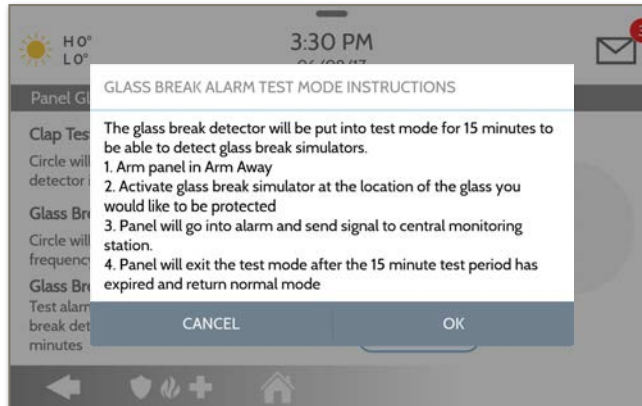 H 0°
L 0°
3:30 PM
Panel Gl
GLASS BREAK ALARM TEST MODE INSTRUCTIONS
Clap Tes
Circle will
detector i
Glass Bre
Circle will
frequency
Glass Bre
Test alarm
break det
minutes
The glass break detector will be put into test mode for 15 minutes to
be able to detect glass break simulators.
1. Arm panel in Arm Away
2. Activate glass break simulator at the location of the glass you
would like to be protected
3. Panel will go into alarm and send signal to central monitoring
station.
4. Panel will exit the test mode after the 15 minute test period has
expired and return normal mode
CANCEL
OK